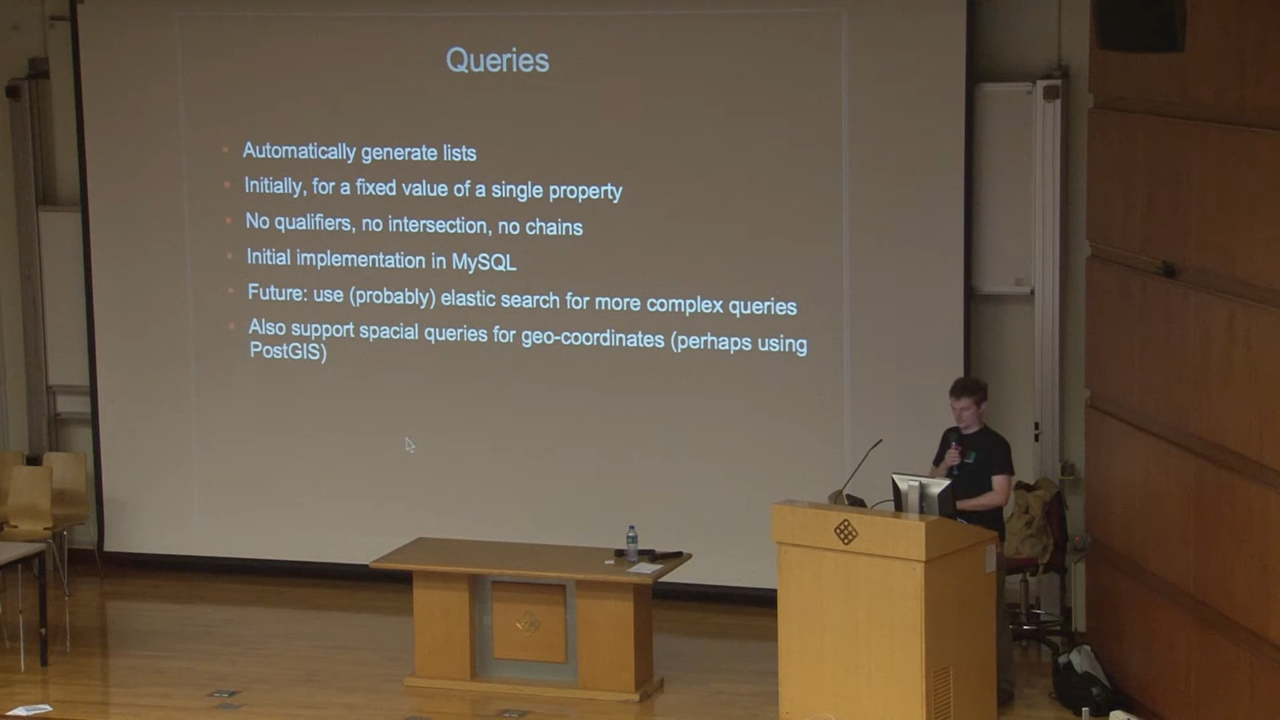 Queries
Automatically generate lists
Initially, for a fixed value of a single property
No qualifiers, no intersection, no chains
Initial implementation in MySQL
Future: use (probably) elastic search for more complex queries
Also support spacial queries for geo-coordinates (perhaps using
PostGIS)